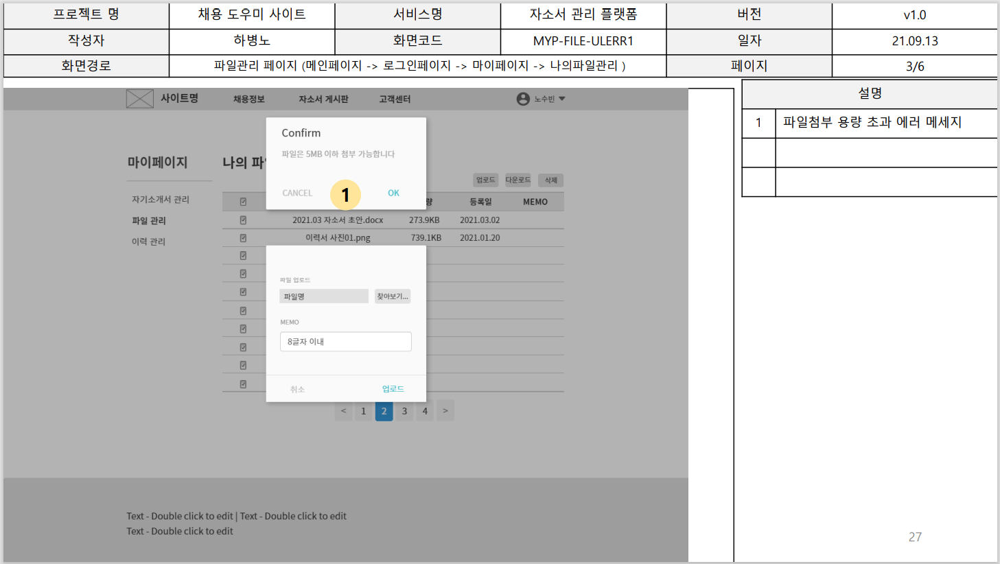 프로젝트 명 채용 도우미 사이트 서비스명 자소서 관리 플랫폼 버전 v1.0
작성자 하병노 화면코드 MYP-FILE-ULERR1 일자 21.09.13
화면경로 파일관리 페이지 (메인페이지 -> 로그인페이지 -> 마이페이지 -> 나의파일관리 ) 페이지 3/6
사이트명 채용정보 자소서 게시판 고객센터 노수빈
Confirm
파일은 5MB 이하 첨부 가능합니다
CANCEL 1 OK
마이페이지
자기소개서 관리
파일 관리
이력 관리
나의 파
업로드 다운로드 삭제
량 등록일 MEMO
2021.03 자소서 초안.docx 273.9KB 2021.03.02
이력서 사진01.png 739.1KB 2021.01.20
파일 업로드
파일명 찾아보기...
MEMO
8글자 이내
취소 업로드
< 1 2 3 4 >
Text - Double click to edit | Text - Double click to edit
Text - Double click to edit
설명
1 파일첨부 용량 초과 에러 메세지
27